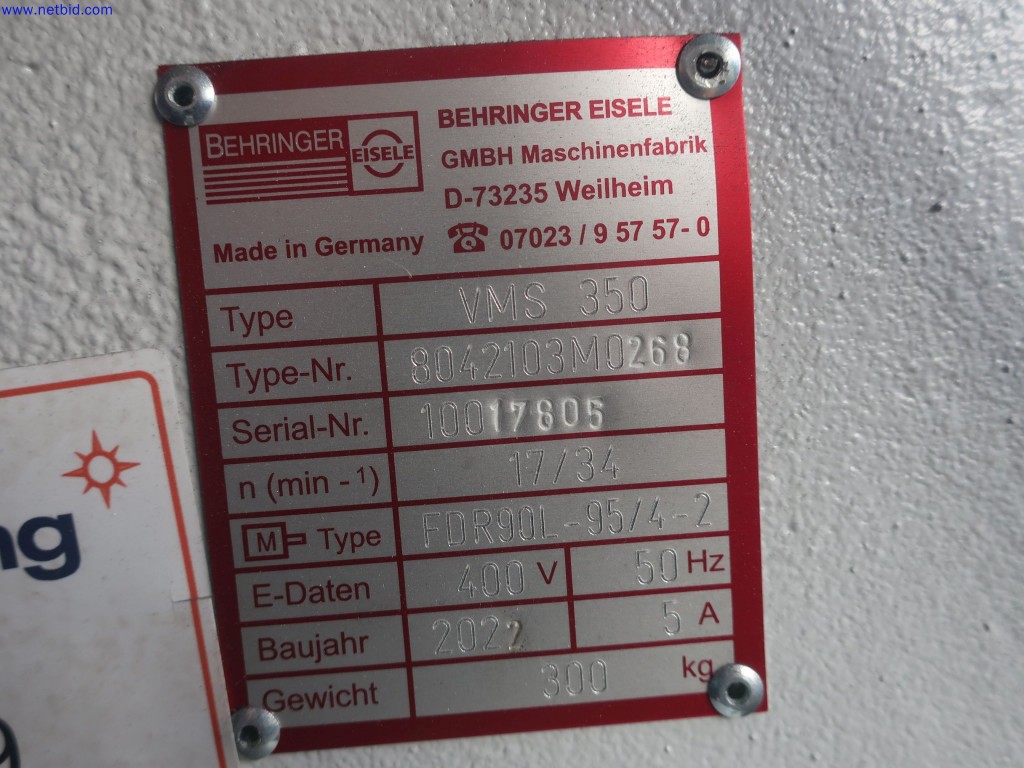 www.netbid.com
BEHRINGER EISELE
BEHRINGER EISELE
GMBH Maschinenfabrik
D-73235 Weilheim
Made in Germany ☎ 07023 / 9 57 57- 0
Type VMS 350
Type-Nr. 8042103M0268
Serial-Nr. 10017805
n (min - ¹) 17/34
M Type FDR90L-95/4-2
E-Daten 400 V 50 Hz
Baujahr 2022 5 A
Gewicht 300 kg
ng
9